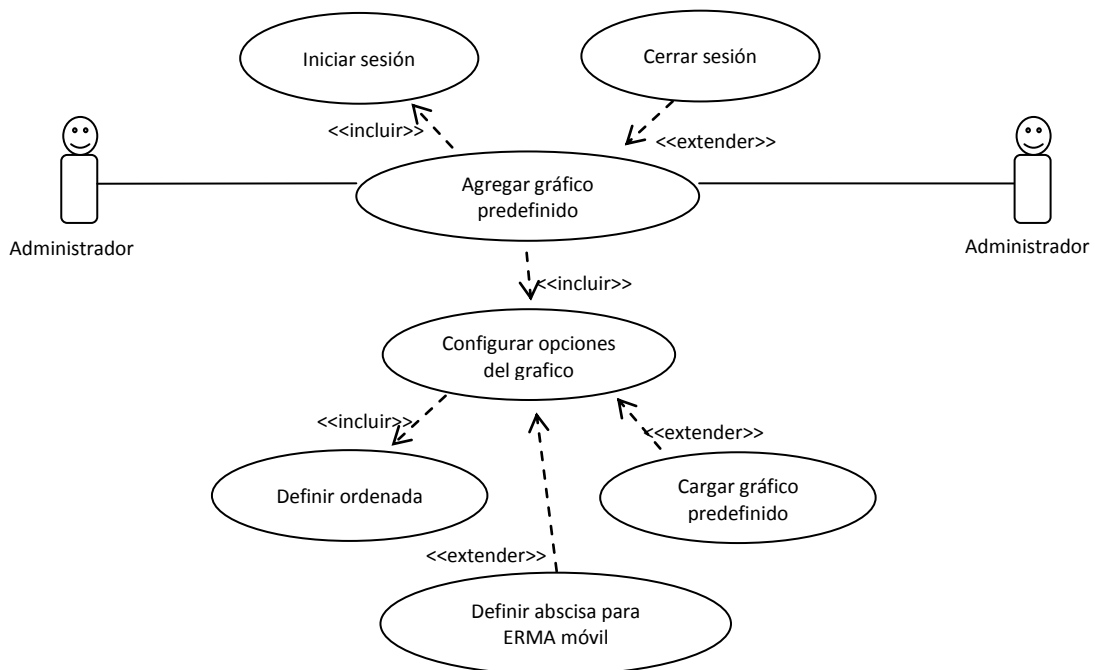 Iniciar sesión
Cerrar sesión
<<incluir>>
<<extender>>
Agregar gráfico
predefinido
Administrador
Administrador
<<incluir>>
Configurar opciones
del grafico
<<incluir>>
<<extender>>
Definir ordenada
Cargar gráfico
predefinido
<<extender>>
Definir abscisa para
ERMA móvil